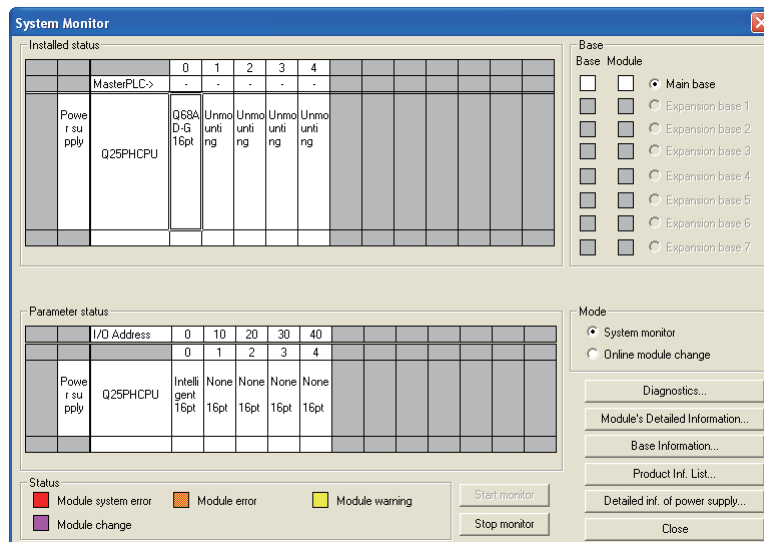 System Monitor
Installed status
0 1 2 3 4
MasterPLC-> - - - - -
Powe Q68A Unmo Unmo Unmo Unmo
r su D-G unti unti unti unti
pply Q25PHCPU 16pt ng ng ng ng
Base
Base Module
Main base
Expansion base 1
Expansion base 2
Expansion base 3
Expansion base 4
Expansion base 5
Expansion base 6
Expansion base 7
Parameter status
I/O Address 0 10 20 30 40
0 1 2 3 4
Powe Intelli None None None None
r su Q25PHCPU gent
pply 16pt 16pt 16pt 16pt 16pt
Mode
System monitor
Online module change
Diagnostics...
Module's Detailed Information...
Base Information...
Product Inf. List...
Detailed inf. of power supply...
Close
Status
Module system error Module error Module warning
Module change
Start monitor
Stop monitor